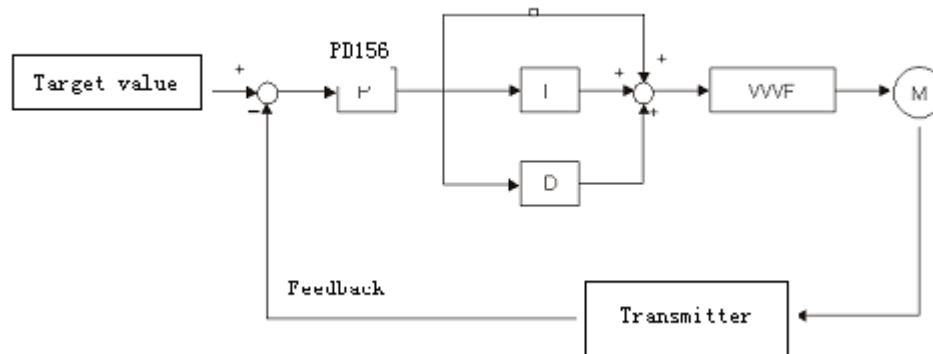 PD156
+
+
Target value
+
P
I
VVVF
M
−
+
D
Feedback
Transmitter